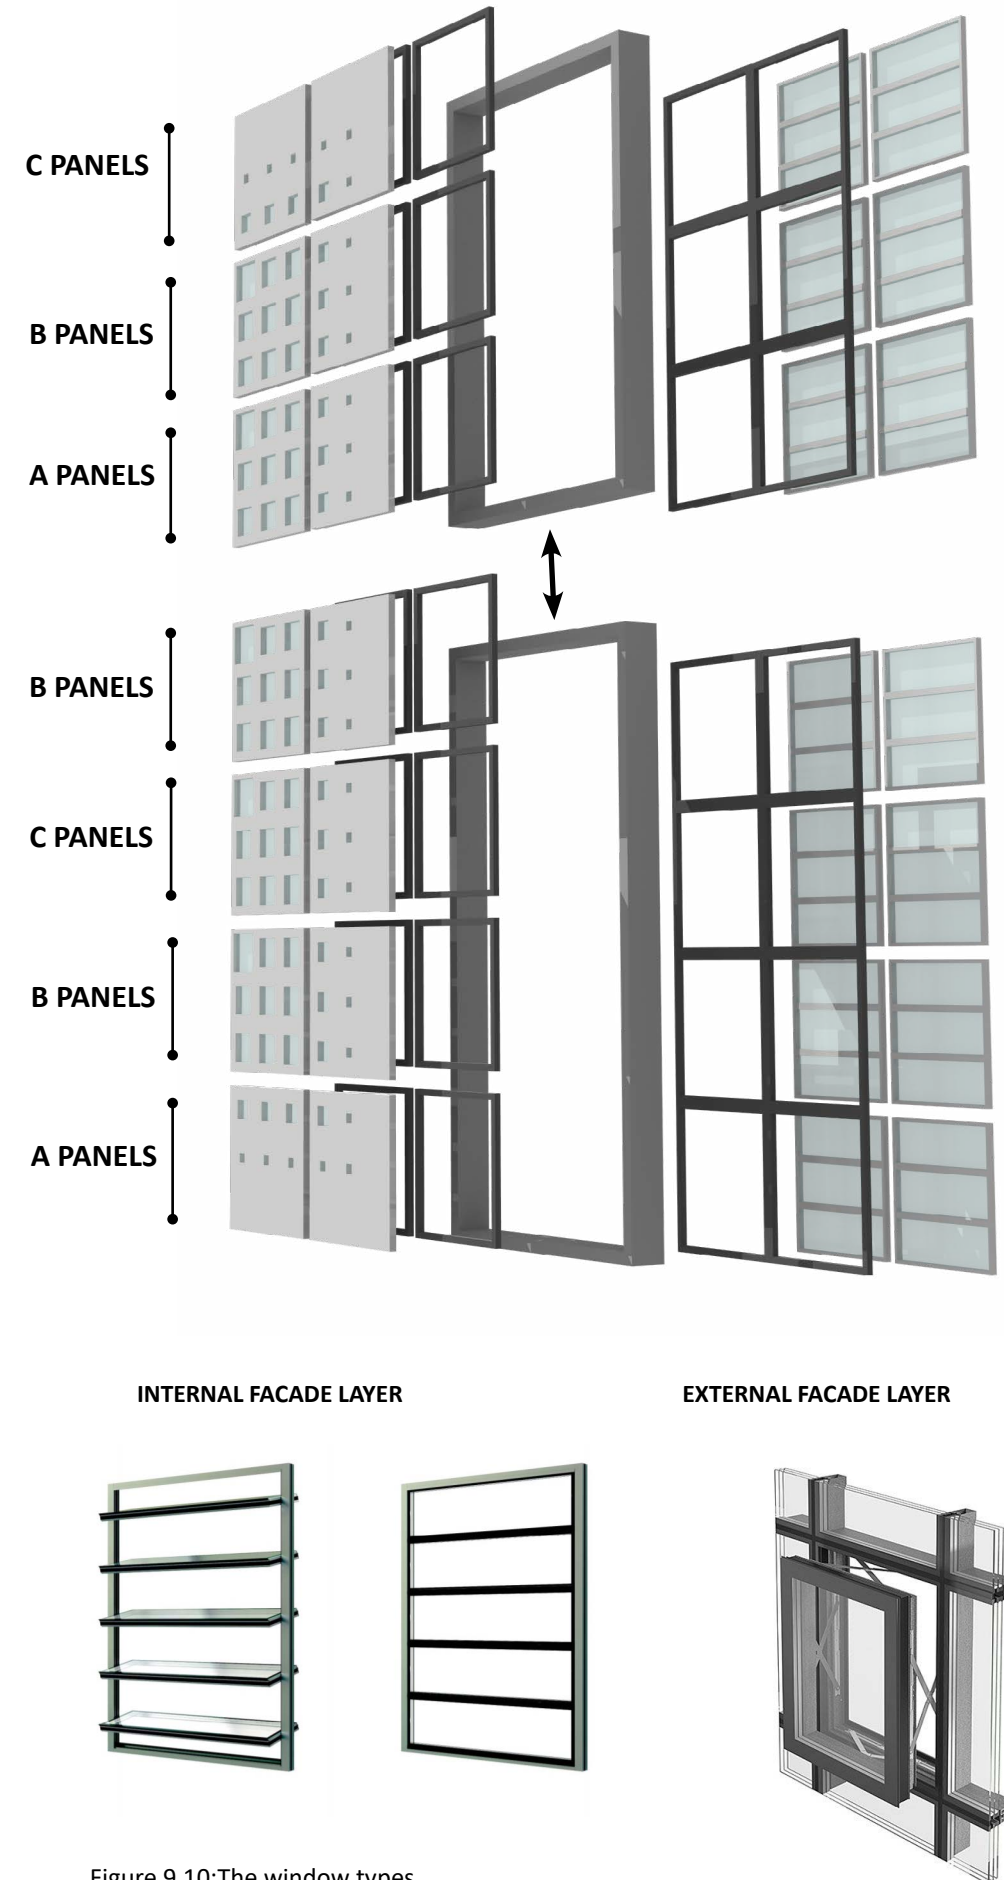 C PANELS
B PANELS
A PANELS
B PANELS
C PANELS
B PANELS
A PANELS
INTERNAL FACADE LAYER
EXTERNAL FACADE LAYER
Figure 9.10:The window types